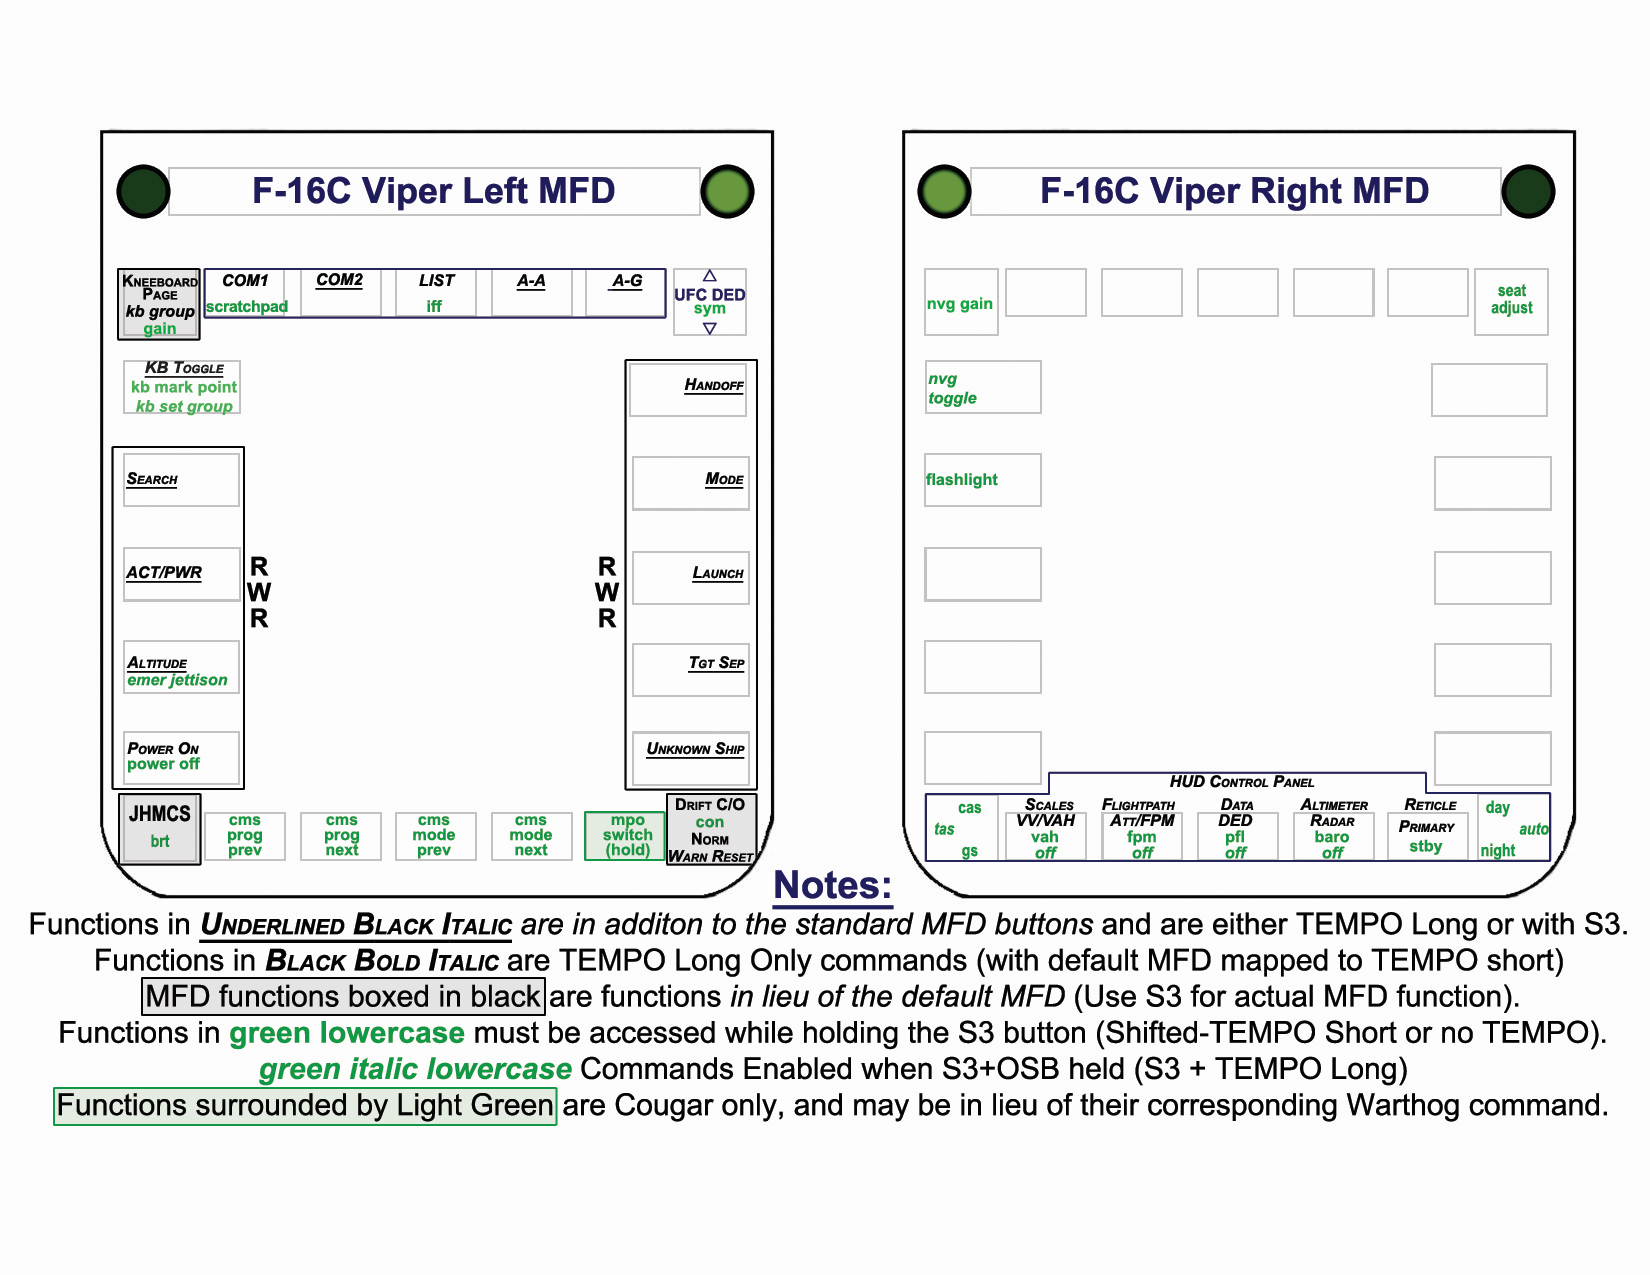 F-16C Viper Left MFD
KNEEBOARD
PAGE
kb group
gain
COM1
scratchpad
COM2
LIST
iff
A-A
A-G
UFC DED
sym
KB TOGGLE
kb mark point
kb set group
SEARCH
ACT/PWR
ALTITUDE
emer jettison
POWER ON
power off
R
W
R
R
W
R
HANDOFF
MODE
LAUNCH
TGT SEP
UNKNOWN SHIP
JHMCS
brt
cms
prog
prev
cms
prog
next
cms
mode
prev
cms
mode
next
mpo
switch
(hold)
DRIFT C/O
con
NORM
WARN RESET
F-16C Viper Right MFD
nvg gain
seat
adjust
nvg
toggle
flashlight
HUD CONTROL PANEL
cas
tas
gs
SCALES
VV/VAH
vah
off
FLIGHTPATH
ATT/FPM
fpm
off
DATA
DED
pfl
off
ALTIMETER
RADAR
baro
off
RETICLE
PRIMARY
stby
day
auto
night
Notes:
Functions in UNDERLINED BLACK ITALIC are in additon to the standard MFD buttons and are either TEMPO Long or with S3.
Functions in BLACK BOLD ITALIC are TEMPO Long Only commands (with default MFD mapped to TEMPO short)
MFD functions boxed in black are functions in lieu of the default MFD (Use S3 for actual MFD function).
Functions in green lowercase must be accessed while holding the S3 button (Shifted-TEMPO Short or no TEMPO).
green italic lowercase Commands Enabled when S3+OSB held (S3 + TEMPO Long)
Functions surrounded by Light Green are Cougar only, and may be in lieu of their corresponding Warthog command.